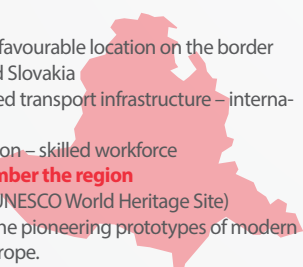 favourable location on the border
d Slovakia
ed transport infrastructure – interna-
on – skilled workforce
mber the region
UNESCO World Heritage Site)
he pioneering prototypes of modern
rope.